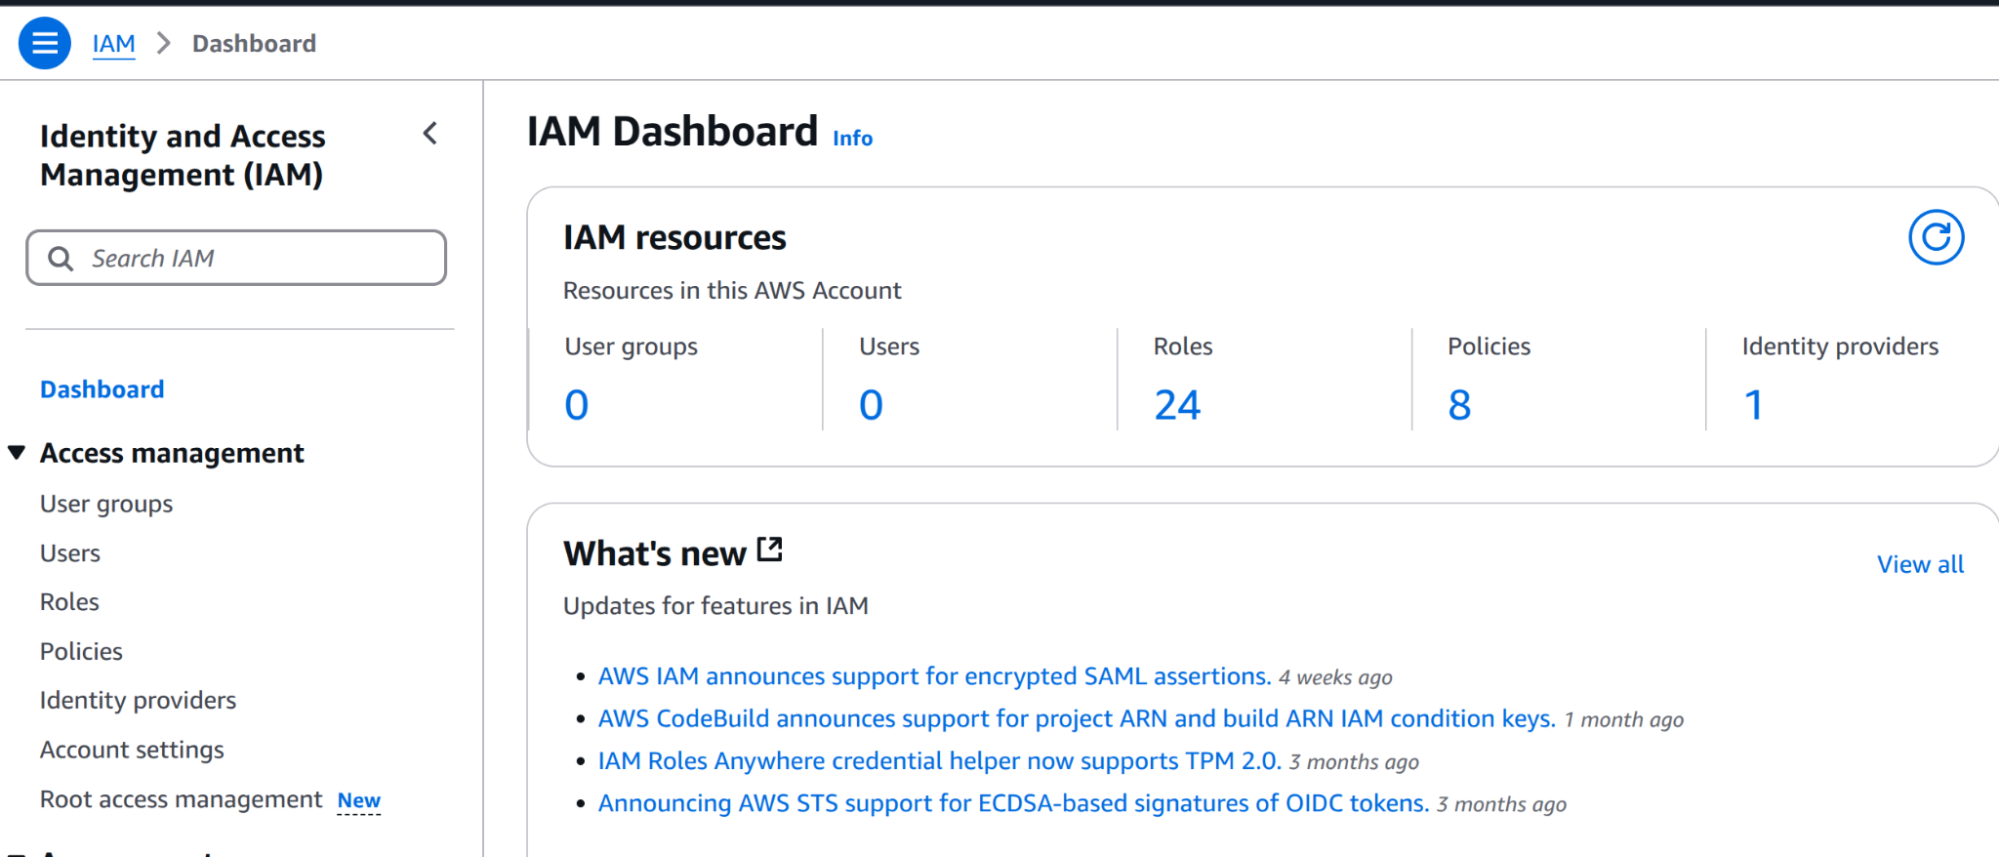 IAM > Dashboard
Identity and Access
Management (IAM)
Search IAM
Dashboard
Access management
User groups
Users
Roles
Policies
Identity providers
Account settings
Root access management New
IAM Dashboard Info
IAM resources
Resources in this AWS Account
User groups Users Roles Policies Identity providers
0 0 24 8 1
What's new
View all
Updates for features in IAM
• AWS IAM announces support for encrypted SAML assertions. 4 weeks ago
• AWS CodeBuild announces support for project ARN and build ARN IAM condition keys. 1 month ago
• IAM Roles Anywhere credential helper now supports TPM 2.0. 3 months ago
• Announcing AWS STS support for ECDSA-based signatures of OIDC tokens. 3 months ago